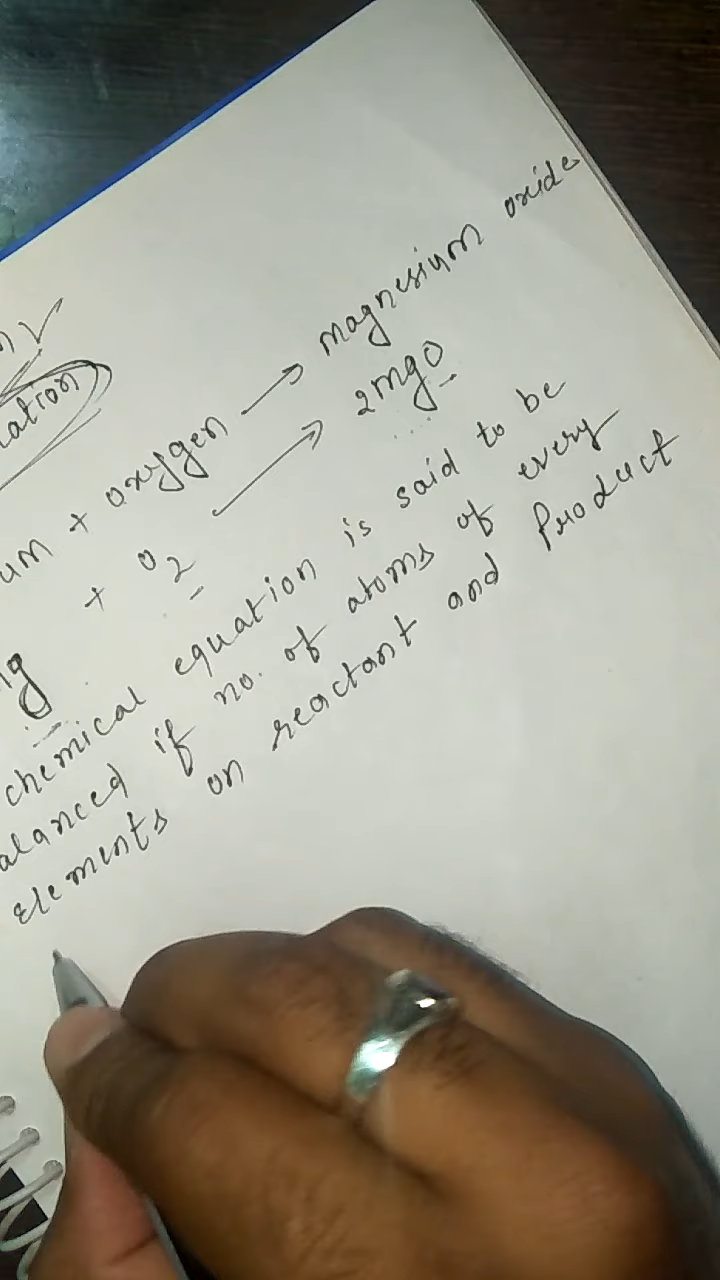 ation
um + oxygen → magnesium oxide
g + O2 → 2mgO
chemical equation is said to be
alanced if no. of atoms of every
Elements on reactant and Product